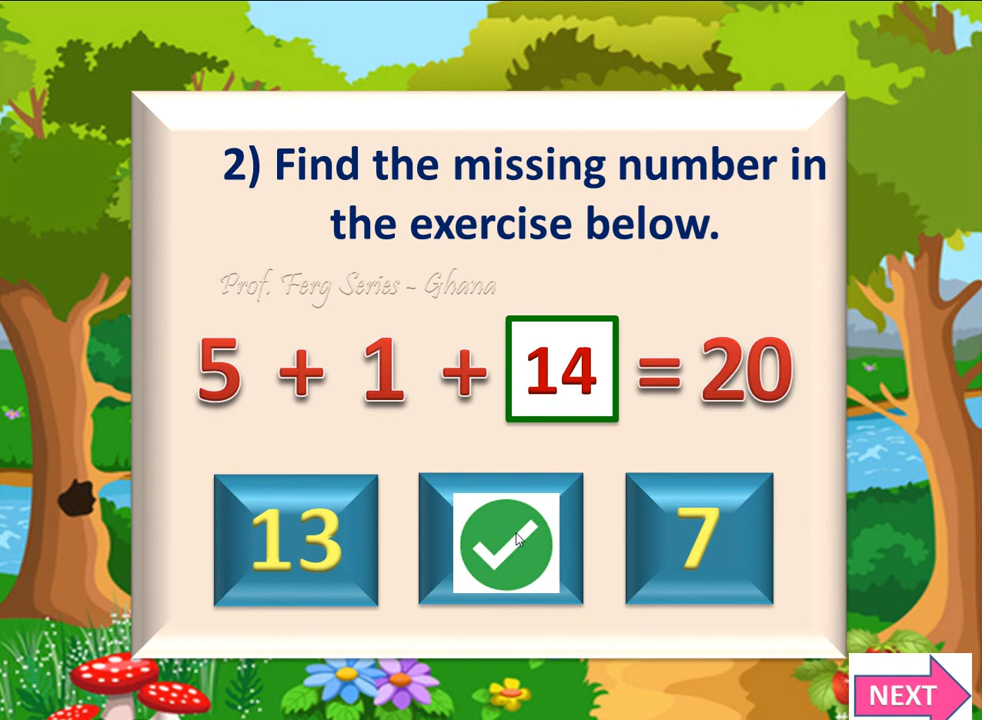 2) Find the missing number in
the exercise below.
Prof. Ferg Series - Ghana
5 + 1 + 14 = 20
13 7
NEXT